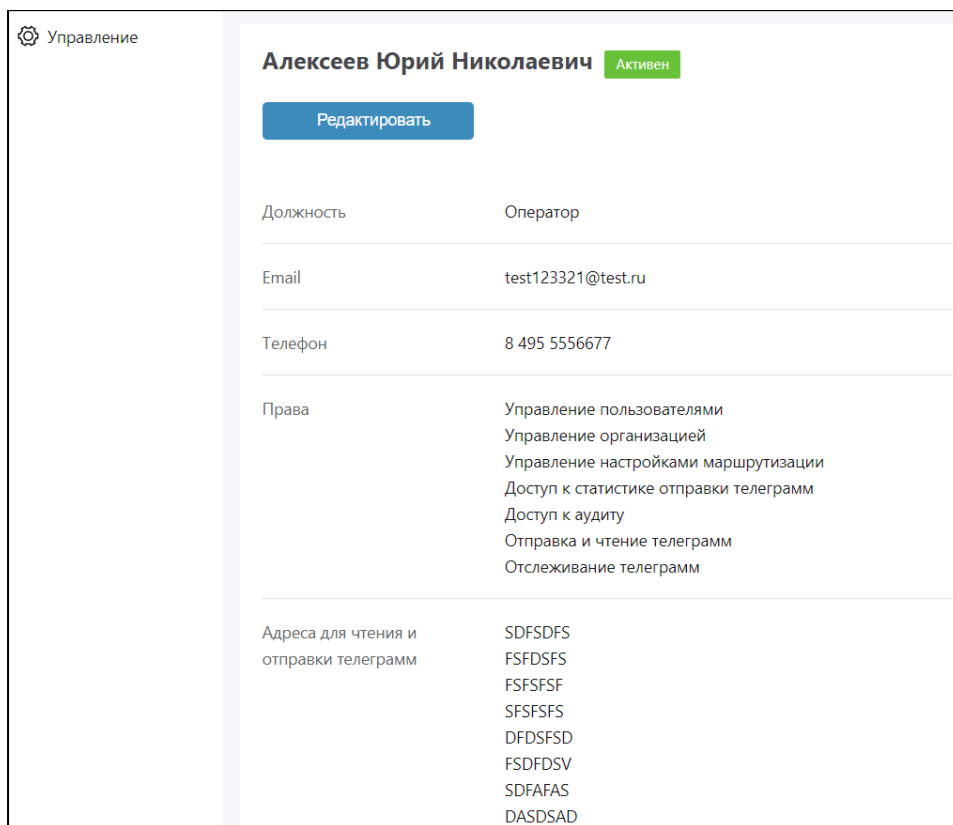 Управление
Алексеев Юрий Николаевич Активен
Редактировать
Должность Оператор
Email test123321@test.ru
Телефон 8 495 5556677
Права Управление пользователями
Управление организацией
Управление настройками маршрутизации
Доступ к статистике отправки телеграмм
Доступ к аудиту
Отправка и чтение телеграмм
Отслеживание телеграмм
Адреса для чтения и SDFSDFS
отправки телеграмм FSFDSFS
FSFSFSF
SFSFSFS
DFDSFSD
FSDFDSV
SDFAFAS
DASDSAD